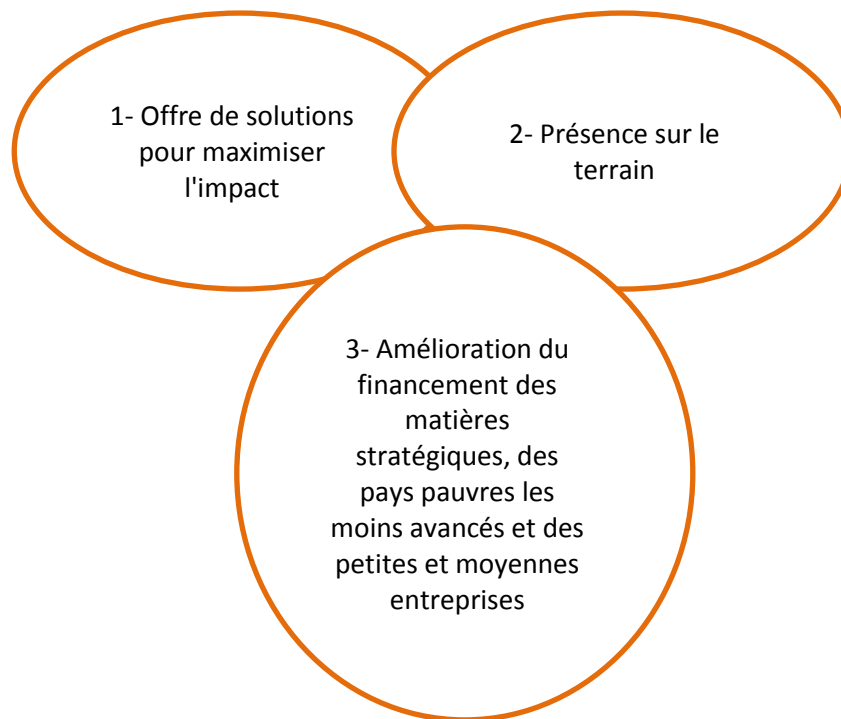 1- Offre de solutions
pour maximiser
l'impact
2- Présence sur le
terrain
3- Amélioration du
financement des
matières
stratégiques, des
pays pauvres les
moins avancés et des
petites et moyennes
entreprises